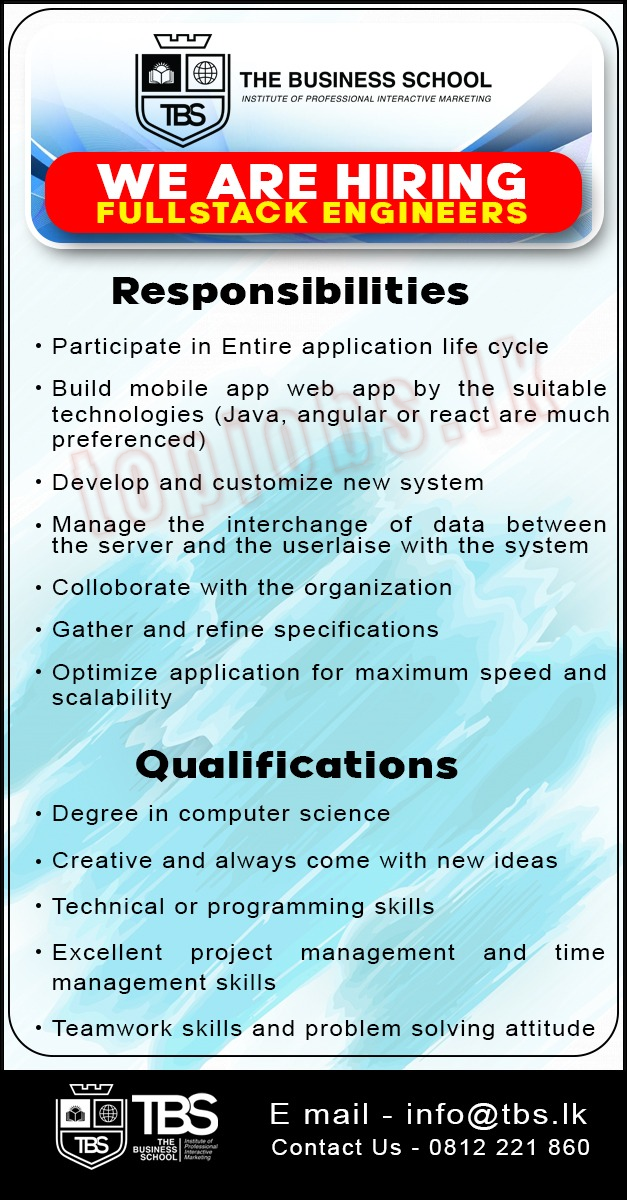 TBS
THE BUSINESS SCHOOL
INSTITUTE OF PROFESSIONAL INTERACTIVE MARKETING
WE ARE HIRING
FULLSTACK ENGINEERS
Responsibilities
• Participate in Entire application life cycle
• Build mobile app web app by the suitable
technologies (Java, angular or react are much
preferenced)
• Develop and customize new system
• Manage the interchange of data between
the server and the userlaise with the system
• Colloborate with the organization
• Gather and refine specifications
• Optimize application for maximum speed and
scalability
topjobs.lk
Qualifications
• Degree in computer science
• Creative and always come with new ideas
• Technical or programming skills
• Excellent project management and time
management skills
• Teamwork skills and problem solving attitude
TBS
TBS
THE
BUSINESS
SCHOOL
Institute of
Professional
Interactive
Marketing
E mail - info@tbs.lk
Contact Us - 0812 221 860